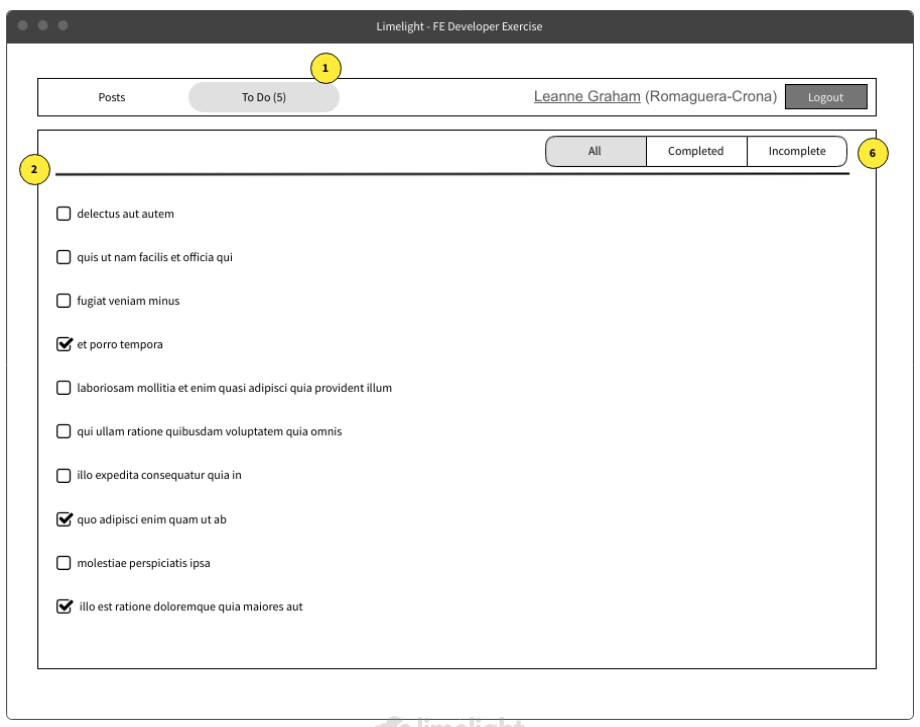 Limelight - FE Developer Exercise
1
Posts To Do (5) Leanne Graham (Romaguera-Crona) Logout
All Completed Incomplete 6
2
delectus aut autem
quis ut nam facilis et officia qui
fugiat veniam minus
et porro tempora
laboriosam mollitia et enim quasi adipisci quia provident illum
qui ullam ratione quibusdam voluptatem quia omnis
illo expedita consequatur quia in
quo adipisci enim quam ut ab
molestiae perspiciatis ipsa
illo est ratione doloremque quia maiores aut
limelight